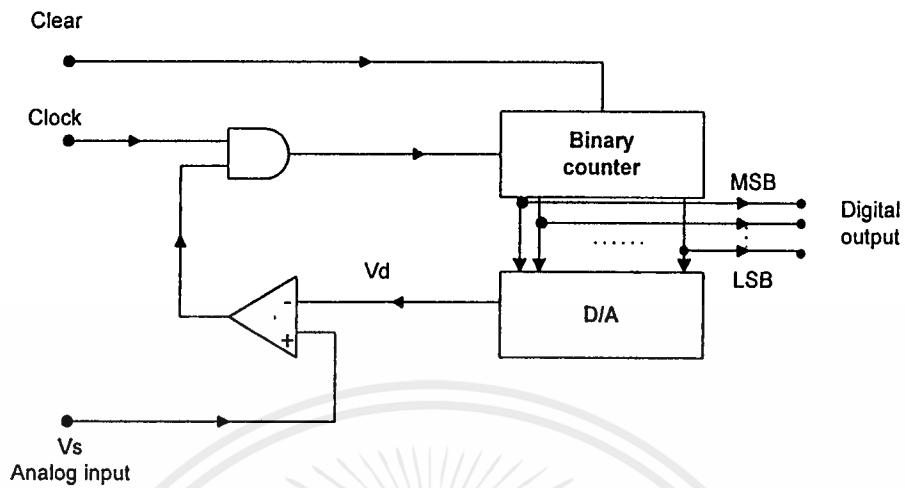 Clear
Clock
Binary
counter
MSB
Digital
output
......
LSB
Vd
D/A
-
+
Vs
Analog input